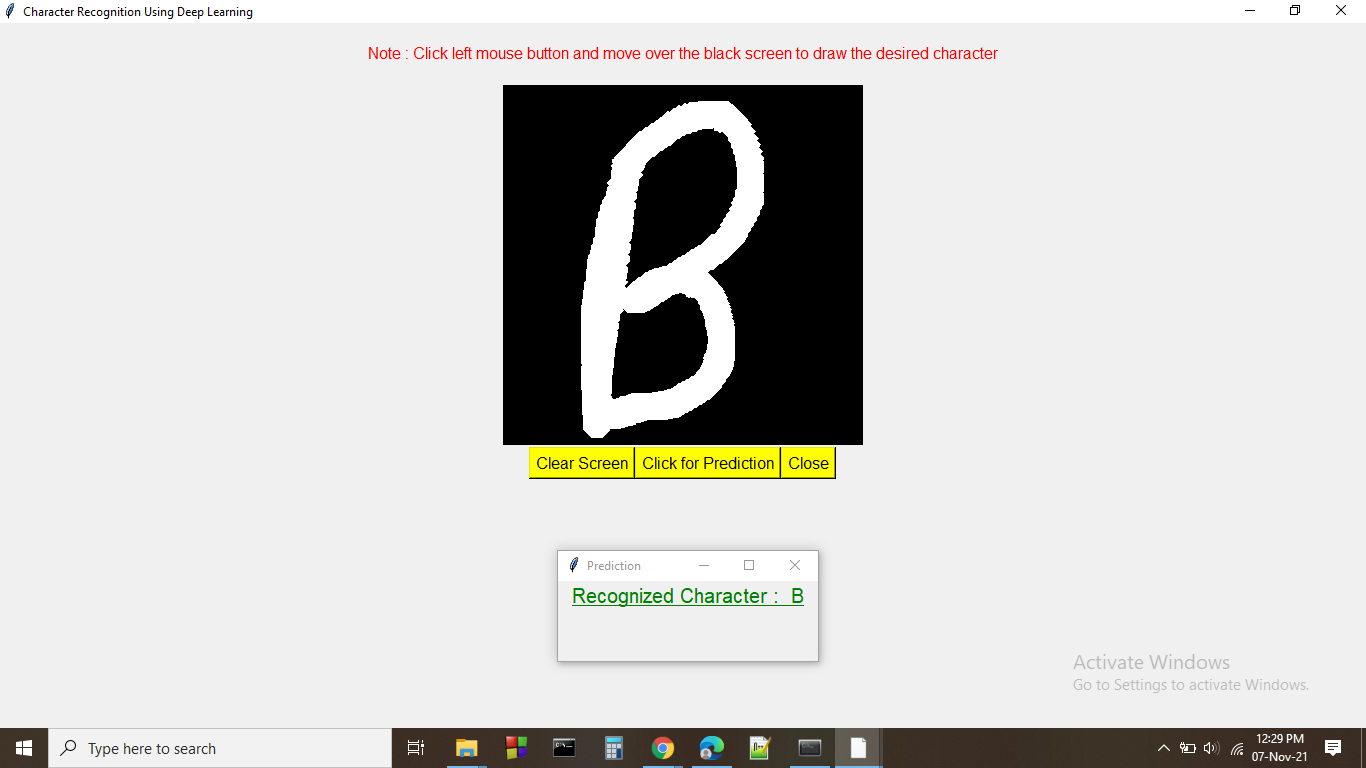 Character Recognition Using Deep Learning
Note : Click left mouse button and move over the black screen to draw the desired character
B
Clear Screen Click for Prediction Close
Prediction
Recognized Character : B
Activate Windows
Go to Settings to activate Windows.
Type here to search
12:29 PM
07-Nov-21